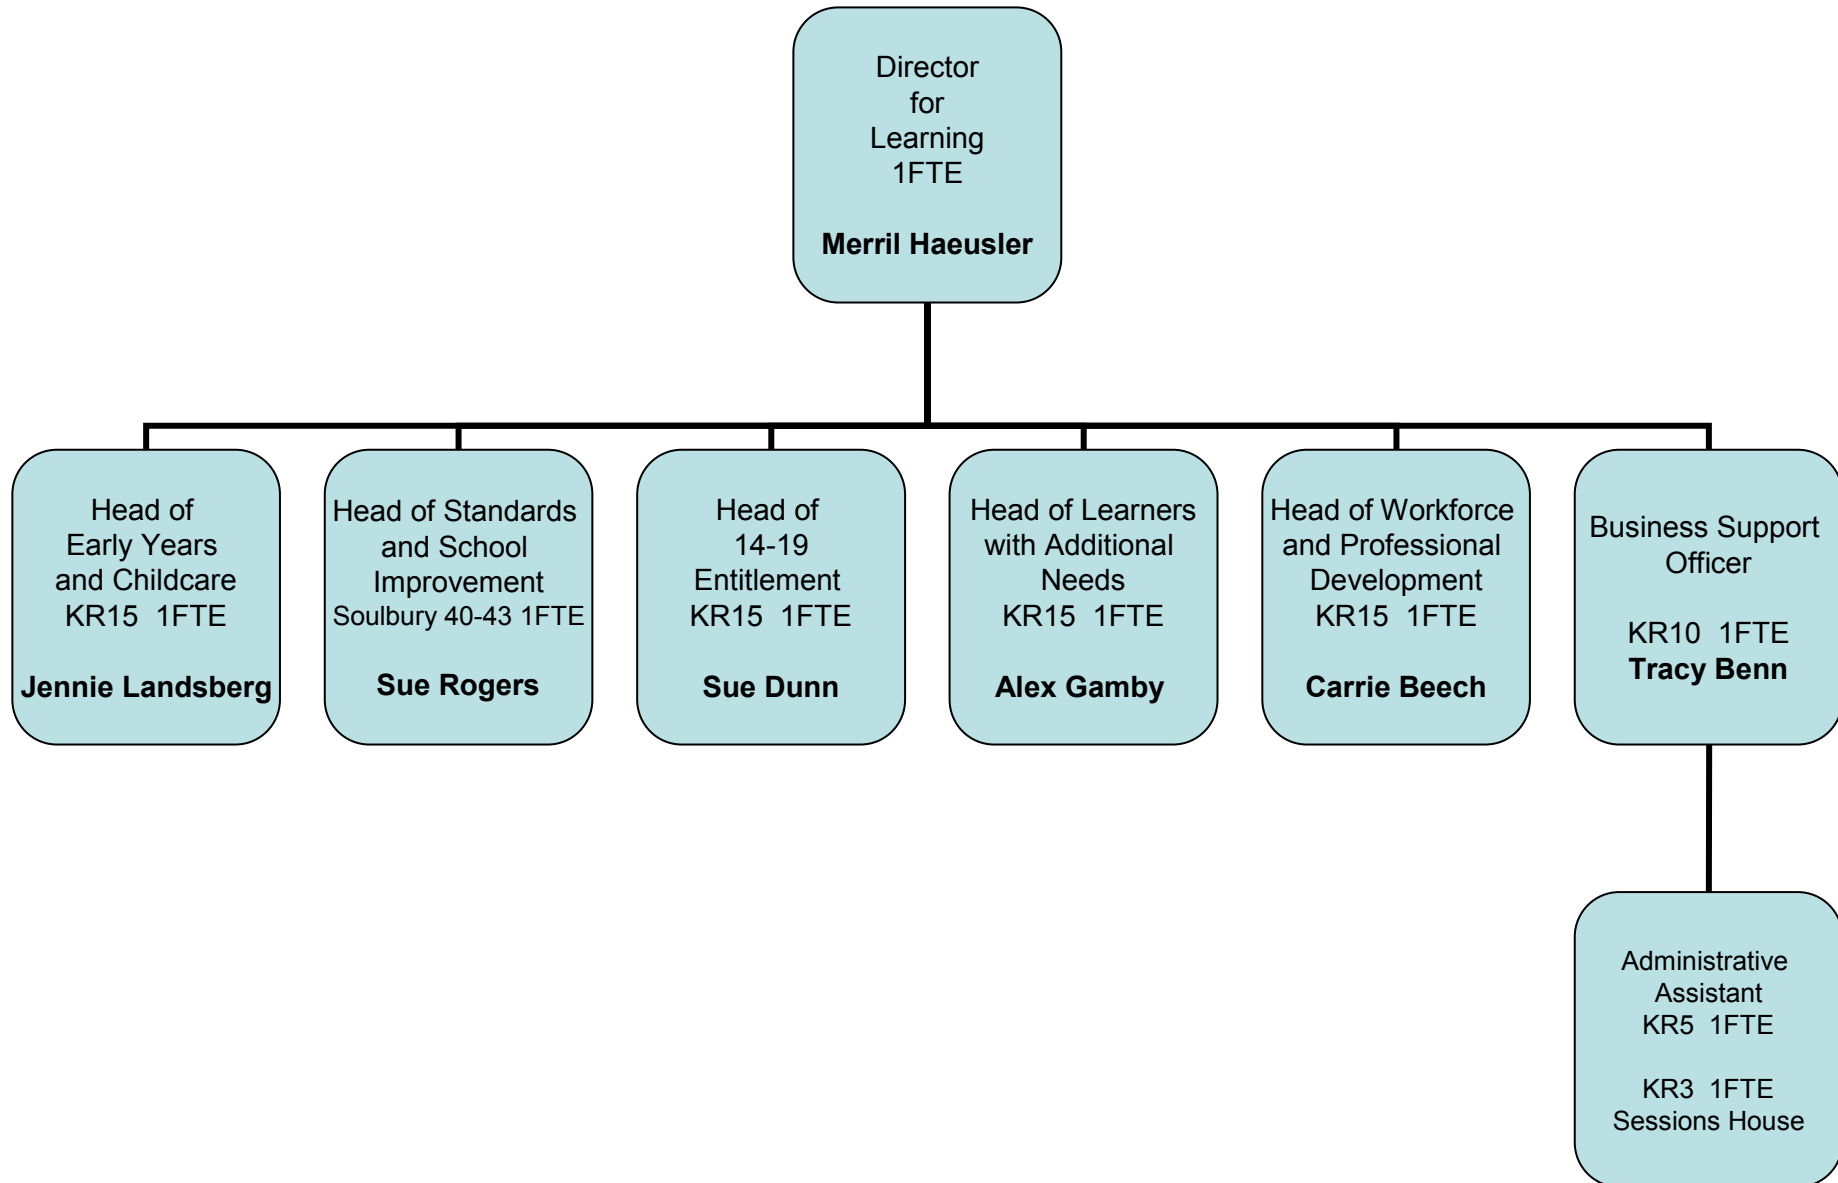 Director
for
Learning
1FTE
Merril Haeusler
Head of
Early Years
and Childcare
KR15 1FTE
Jennie Landsberg
Head of Standards
and School
Improvement
Soulbury 40-43 1FTE
Sue Rogers
Head of
14-19
Entitlement
KR15 1FTE
Sue Dunn
Head of Learners
with Additional
Needs
KR15 1FTE
Alex Gamby
Head of Workforce
and Professional
Development
KR15 1FTE
Carrie Beech
Business Support
Officer
KR10 1FTE
Tracy Benn
Administrative
Assistant
KR5 1FTE
KR3 1FTE
Sessions House